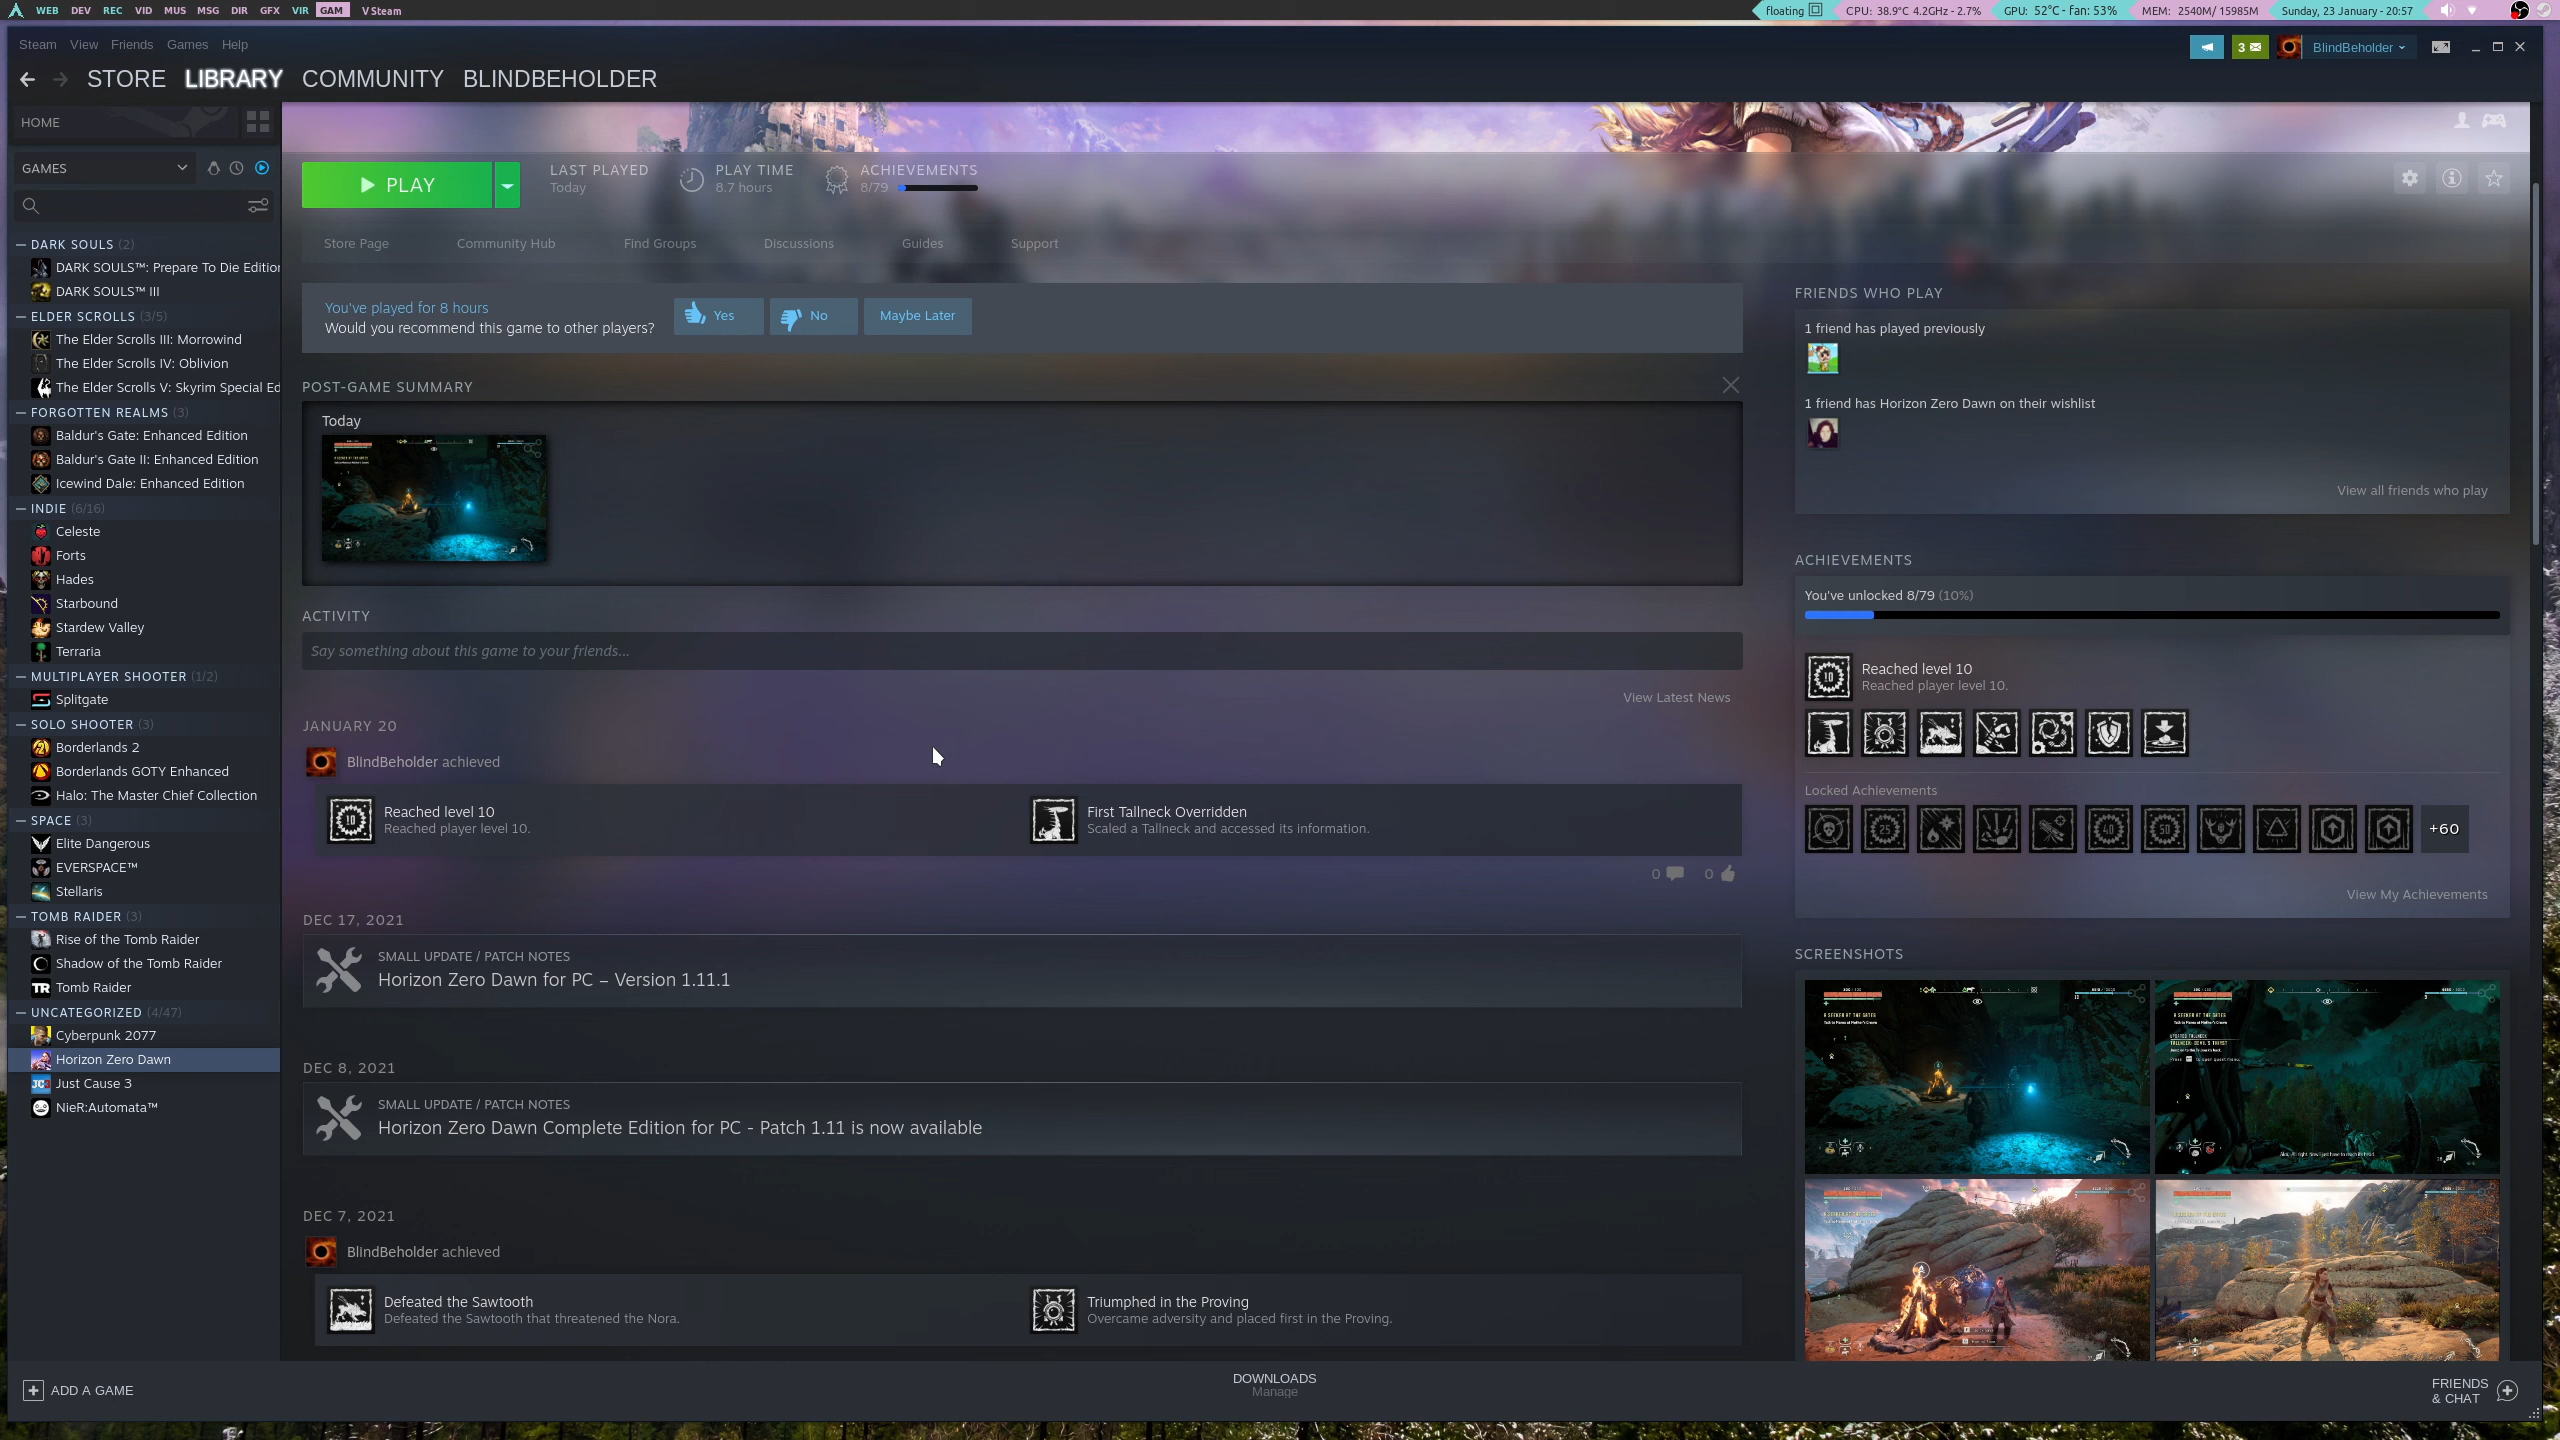 WEB DEV REC VID MUS MSG DIR GFX VIR GAM V Steam
floating CPU: 38.9°C 4.2GHz - 2.7% GPU: 52°C - fan: 53% MEM: 2540M/ 15985M Sunday, 23 January - 20:57
Steam View Friends Games Help
3 BlindBeholder
STORE LIBRARY COMMUNITY BLINDBEHOLDER
HOME
GAMES
DARK SOULS (2)
DARK SOULS™: Prepare To Die Edition
DARK SOULS™ III
ELDER SCROLLS (3/5)
The Elder Scrolls III: Morrowind
The Elder Scrolls IV: Oblivion
The Elder Scrolls V: Skyrim Special Ed
FORGOTTEN REALMS (3)
Baldur's Gate: Enhanced Edition
Baldur's Gate II: Enhanced Edition
Icewind Dale: Enhanced Edition
INDIE (6/16)
Celeste
Forts
Hades
Starbound
Stardew Valley
Terraria
MULTIPLAYER SHOOTER (1/2)
Splitgate
SOLO SHOOTER (3)
Borderlands 2
Borderlands GOTY Enhanced
Halo: The Master Chief Collection
SPACE (3)
Elite Dangerous
EVERSPACE™
Stellaris
TOMB RAIDER (3)
Rise of the Tomb Raider
Shadow of the Tomb Raider
Tomb Raider
UNCATEGORIZED (4/47)
Cyberpunk 2077
Horizon Zero Dawn
Just Cause 3
NieR:Automata™
ADD A GAME
PLAY
LAST PLAYED
Today
PLAY TIME
8.7 hours
ACHIEVEMENTS
8/79
Store Page Community Hub Find Groups Discussions Guides Support
You've played for 8 hours
Would you recommend this game to other players?
Yes No Maybe Later
POST-GAME SUMMARY
Today
ACTIVITY
Say something about this game to your friends...
View Latest News
JANUARY 20
BlindBeholder achieved
Reached level 10
Reached player level 10.
First Tallneck Overridden
Scaled a Tallneck and accessed its information.
0 0
DEC 17, 2021
SMALL UPDATE / PATCH NOTES
Horizon Zero Dawn for PC – Version 1.11.1
DEC 8, 2021
SMALL UPDATE / PATCH NOTES
Horizon Zero Dawn Complete Edition for PC - Patch 1.11 is now available
DEC 7, 2021
BlindBeholder achieved
Defeated the Sawtooth
Defeated the Sawtooth that threatened the Nora.
Triumphed in the Proving
Overcame adversity and placed first in the Proving.
FRIENDS WHO PLAY
1 friend has played previously
1 friend has Horizon Zero Dawn on their wishlist
View all friends who play
ACHIEVEMENTS
You've unlocked 8/79 (10%)
Reached level 10
Reached player level 10.
Locked Achievements
+60
View My Achievements
SCREENSHOTS
DOWNLOADS
Manage
FRIENDS
& CHAT